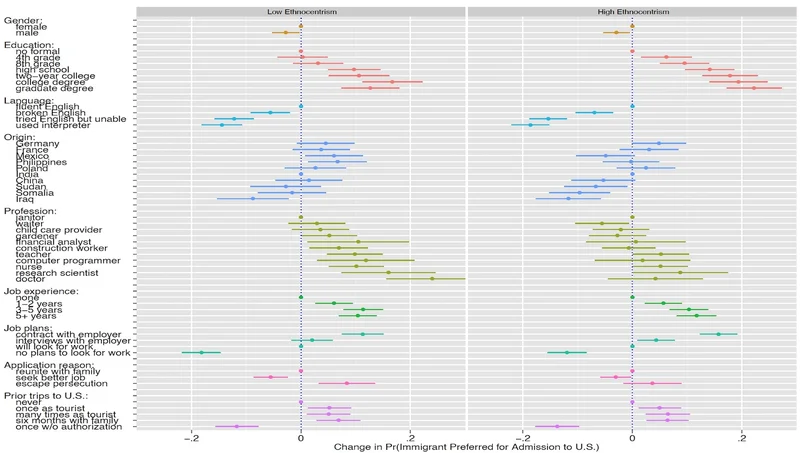 Low Ethnocentrism
High Ethnocentrism
Gender:
female
male
Education:
no formal
4th grade
8th grade
high school
two-year college
college degree
graduate degree
Language:
fluent English
broken English
tried English but unable
used interpreter
Origin:
Germany
France
Mexico
Philippines
Poland
India
China
Sudan
Somalia
Iraq
Profession:
janitor
waiter
child care provider
gardener
financial analyst
construction worker
teacher
computer programmer
nurse
research scientist
doctor
Job experience:
none
1-2 years
3-5 years
5+ years
Job plans:
contract with employer
interviews with employer
will look for work
no plans to look for work
Application reason:
reunite with family
seek better job
escape persecution
Prior trips to U.S.:
never
once as tourist
many times as tourist
six months with family
once w/o authorization
-.2 0 .2 -.2 0 .2
Change in Pr(Immigrant Preferred for Admission to U.S.)